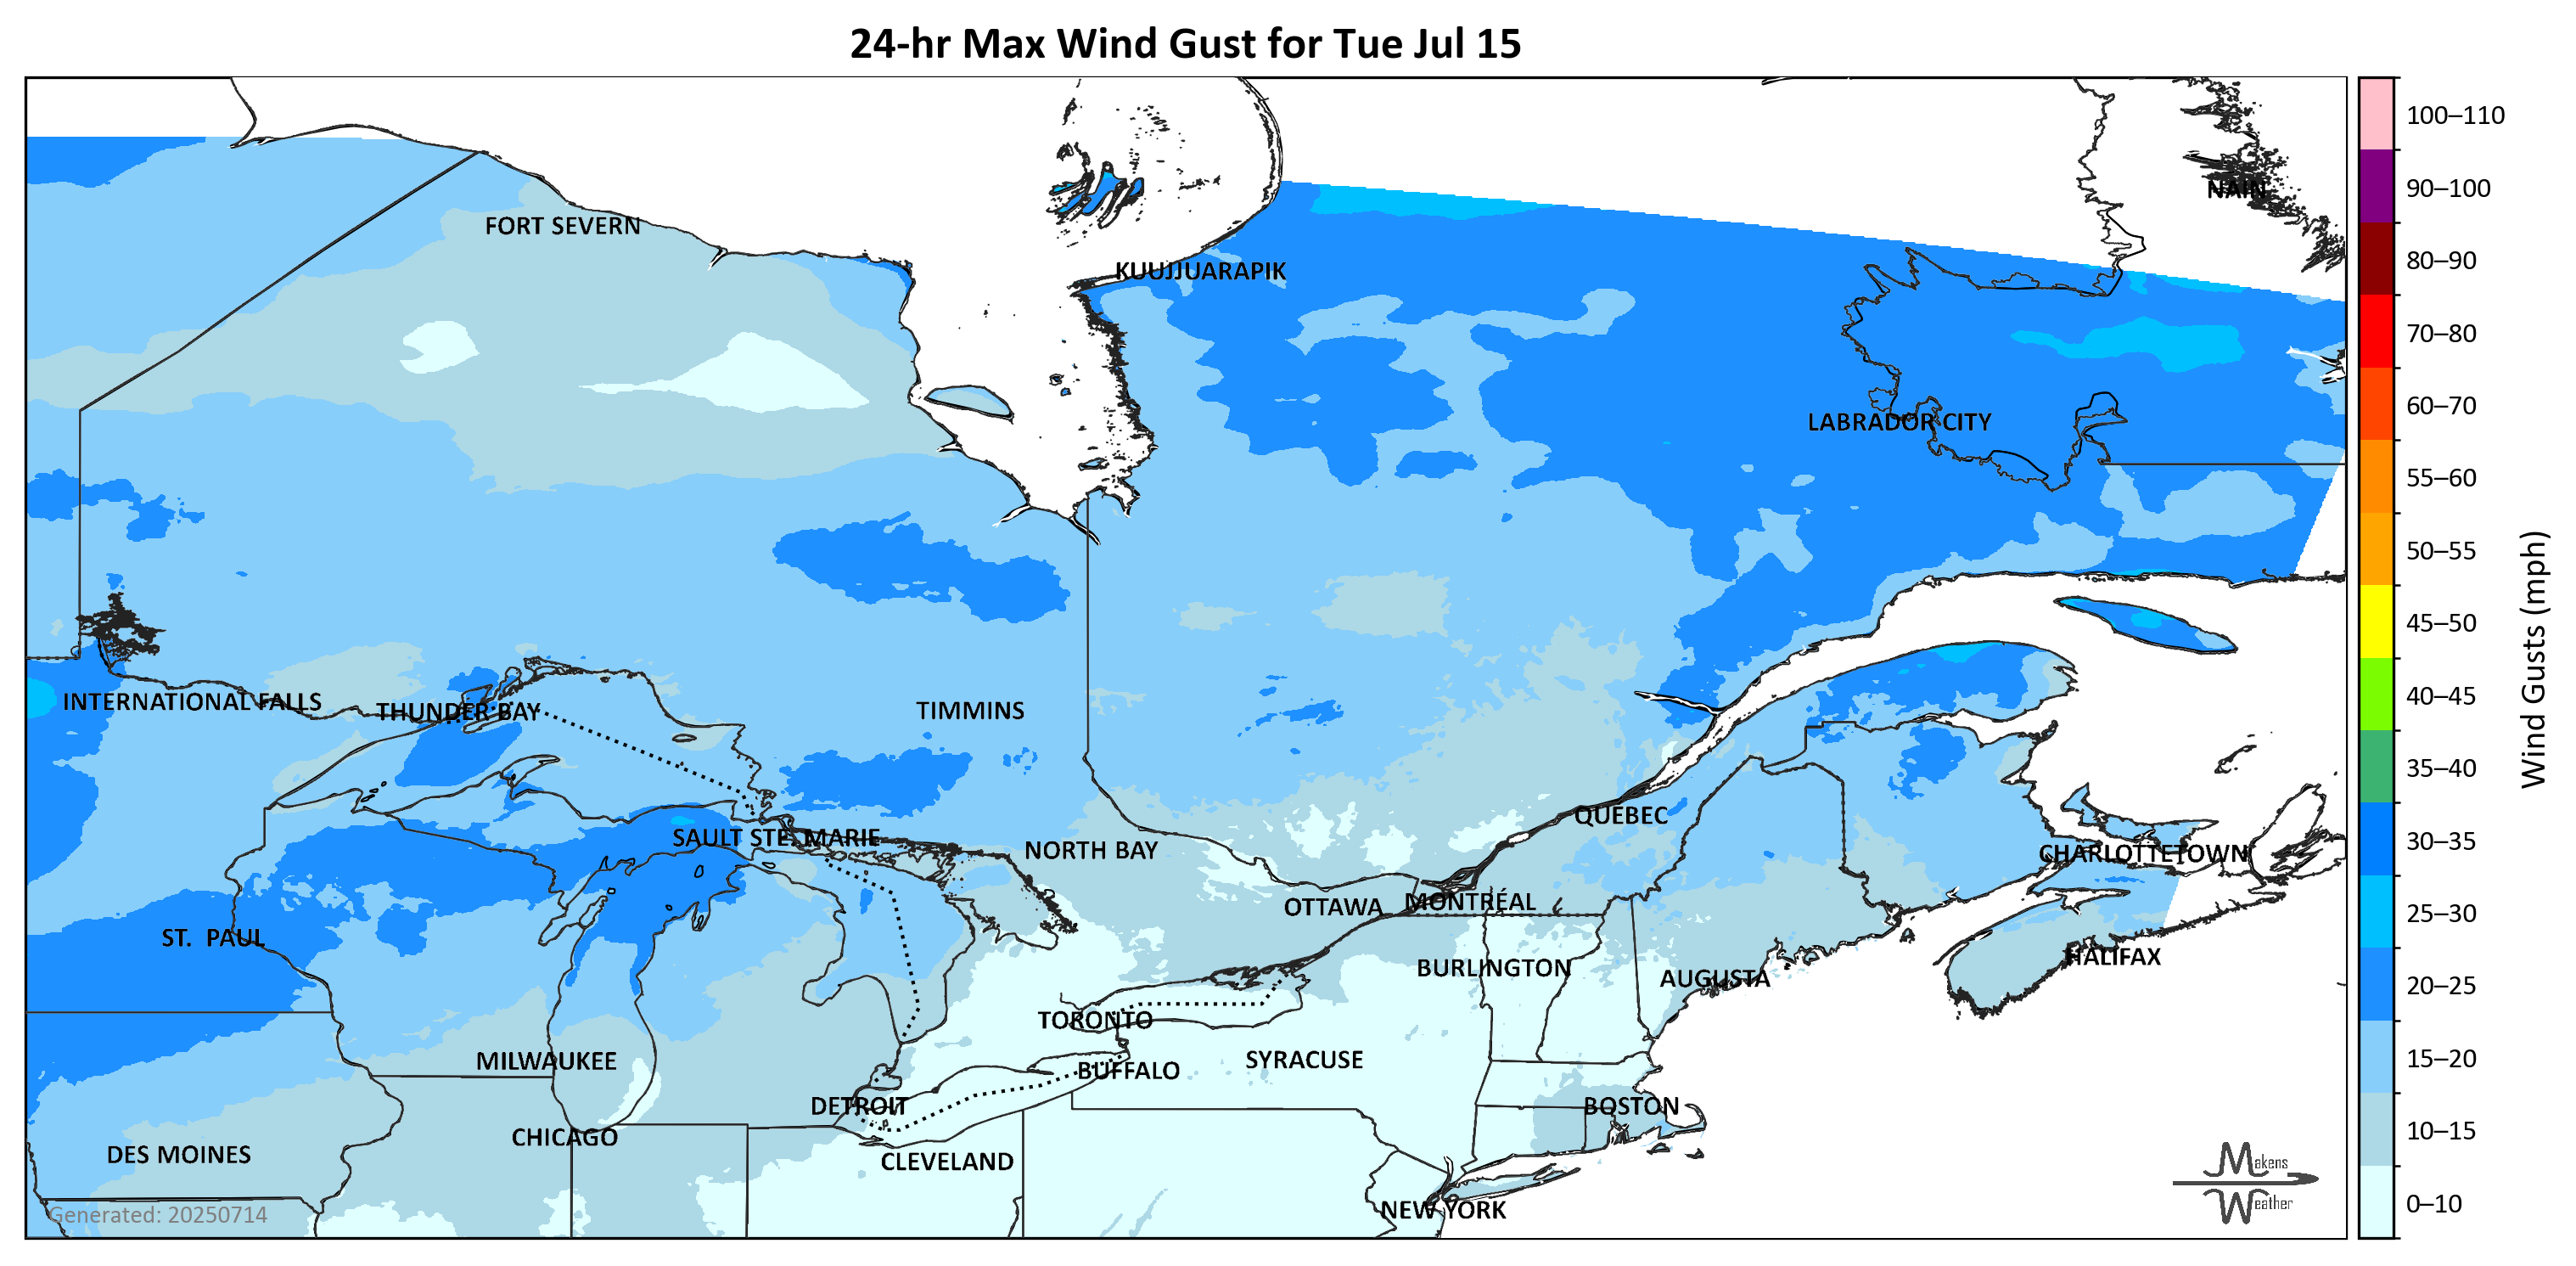 24-hr Max Wind Gust for Tue Jul 15
NAIN
FORT SEVERN
KUUJJUARAPIK
LABRADOR CITY
INTERNATIONAL FALLS
THUNDER BAY
TIMMINS
QUEBEC
SAULT STE. MARIE
NORTH BAY
CHARLOTTETOWN
OTTAWA
MONTRÉAL
ST. PAUL
HALIFAX
BURLINGTON
AUGUSTA
TORONTO
MILWAUKEE
BUFFALO
SYRACUSE
DETROIT
BOSTON
CHICAGO
DES MOINES
CLEVELAND
NEW YORK
Generated: 20250714
Makens
Weather
100–110
90–100
80–90
70–80
60–70
55–60
50–55
45–50
40–45
35–40
30–35
25–30
20–25
15–20
10–15
0–10
Wind Gusts (mph)